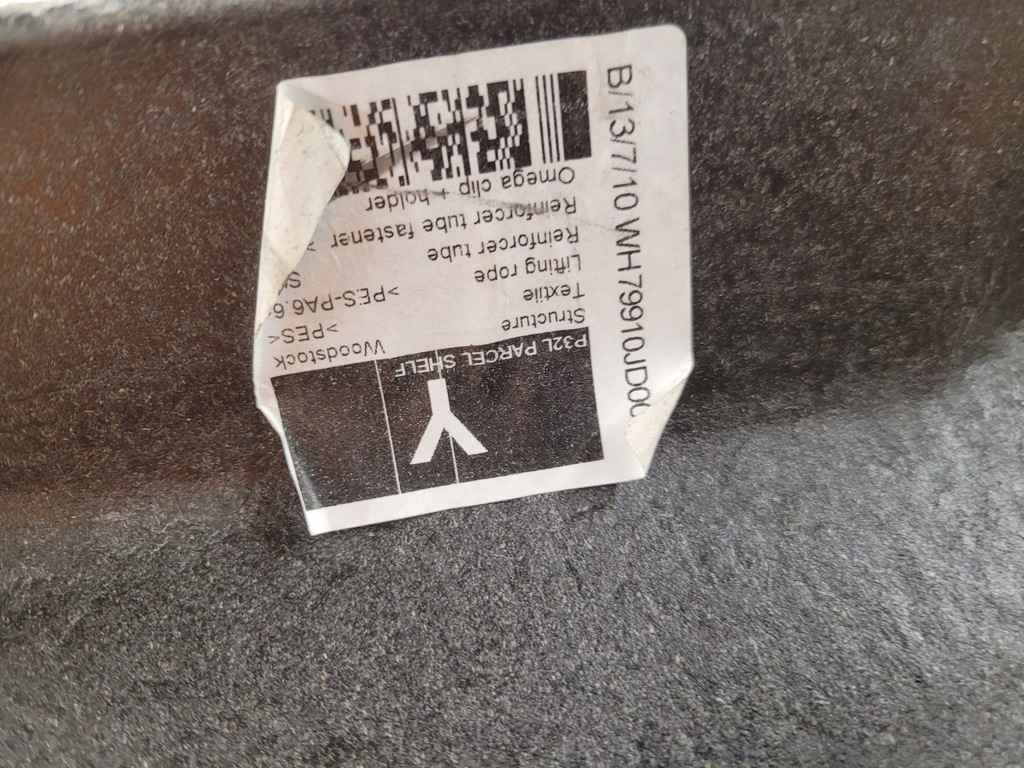 Y
P32L PARCEL SHELF
Structure Woodstock
Textile >PES<
Lifting rope >PES-PA6.6
Reinforcer tube
Reinforcer tube fastener >
Omega clip + holder
B/13/7/10 WH79910JD00